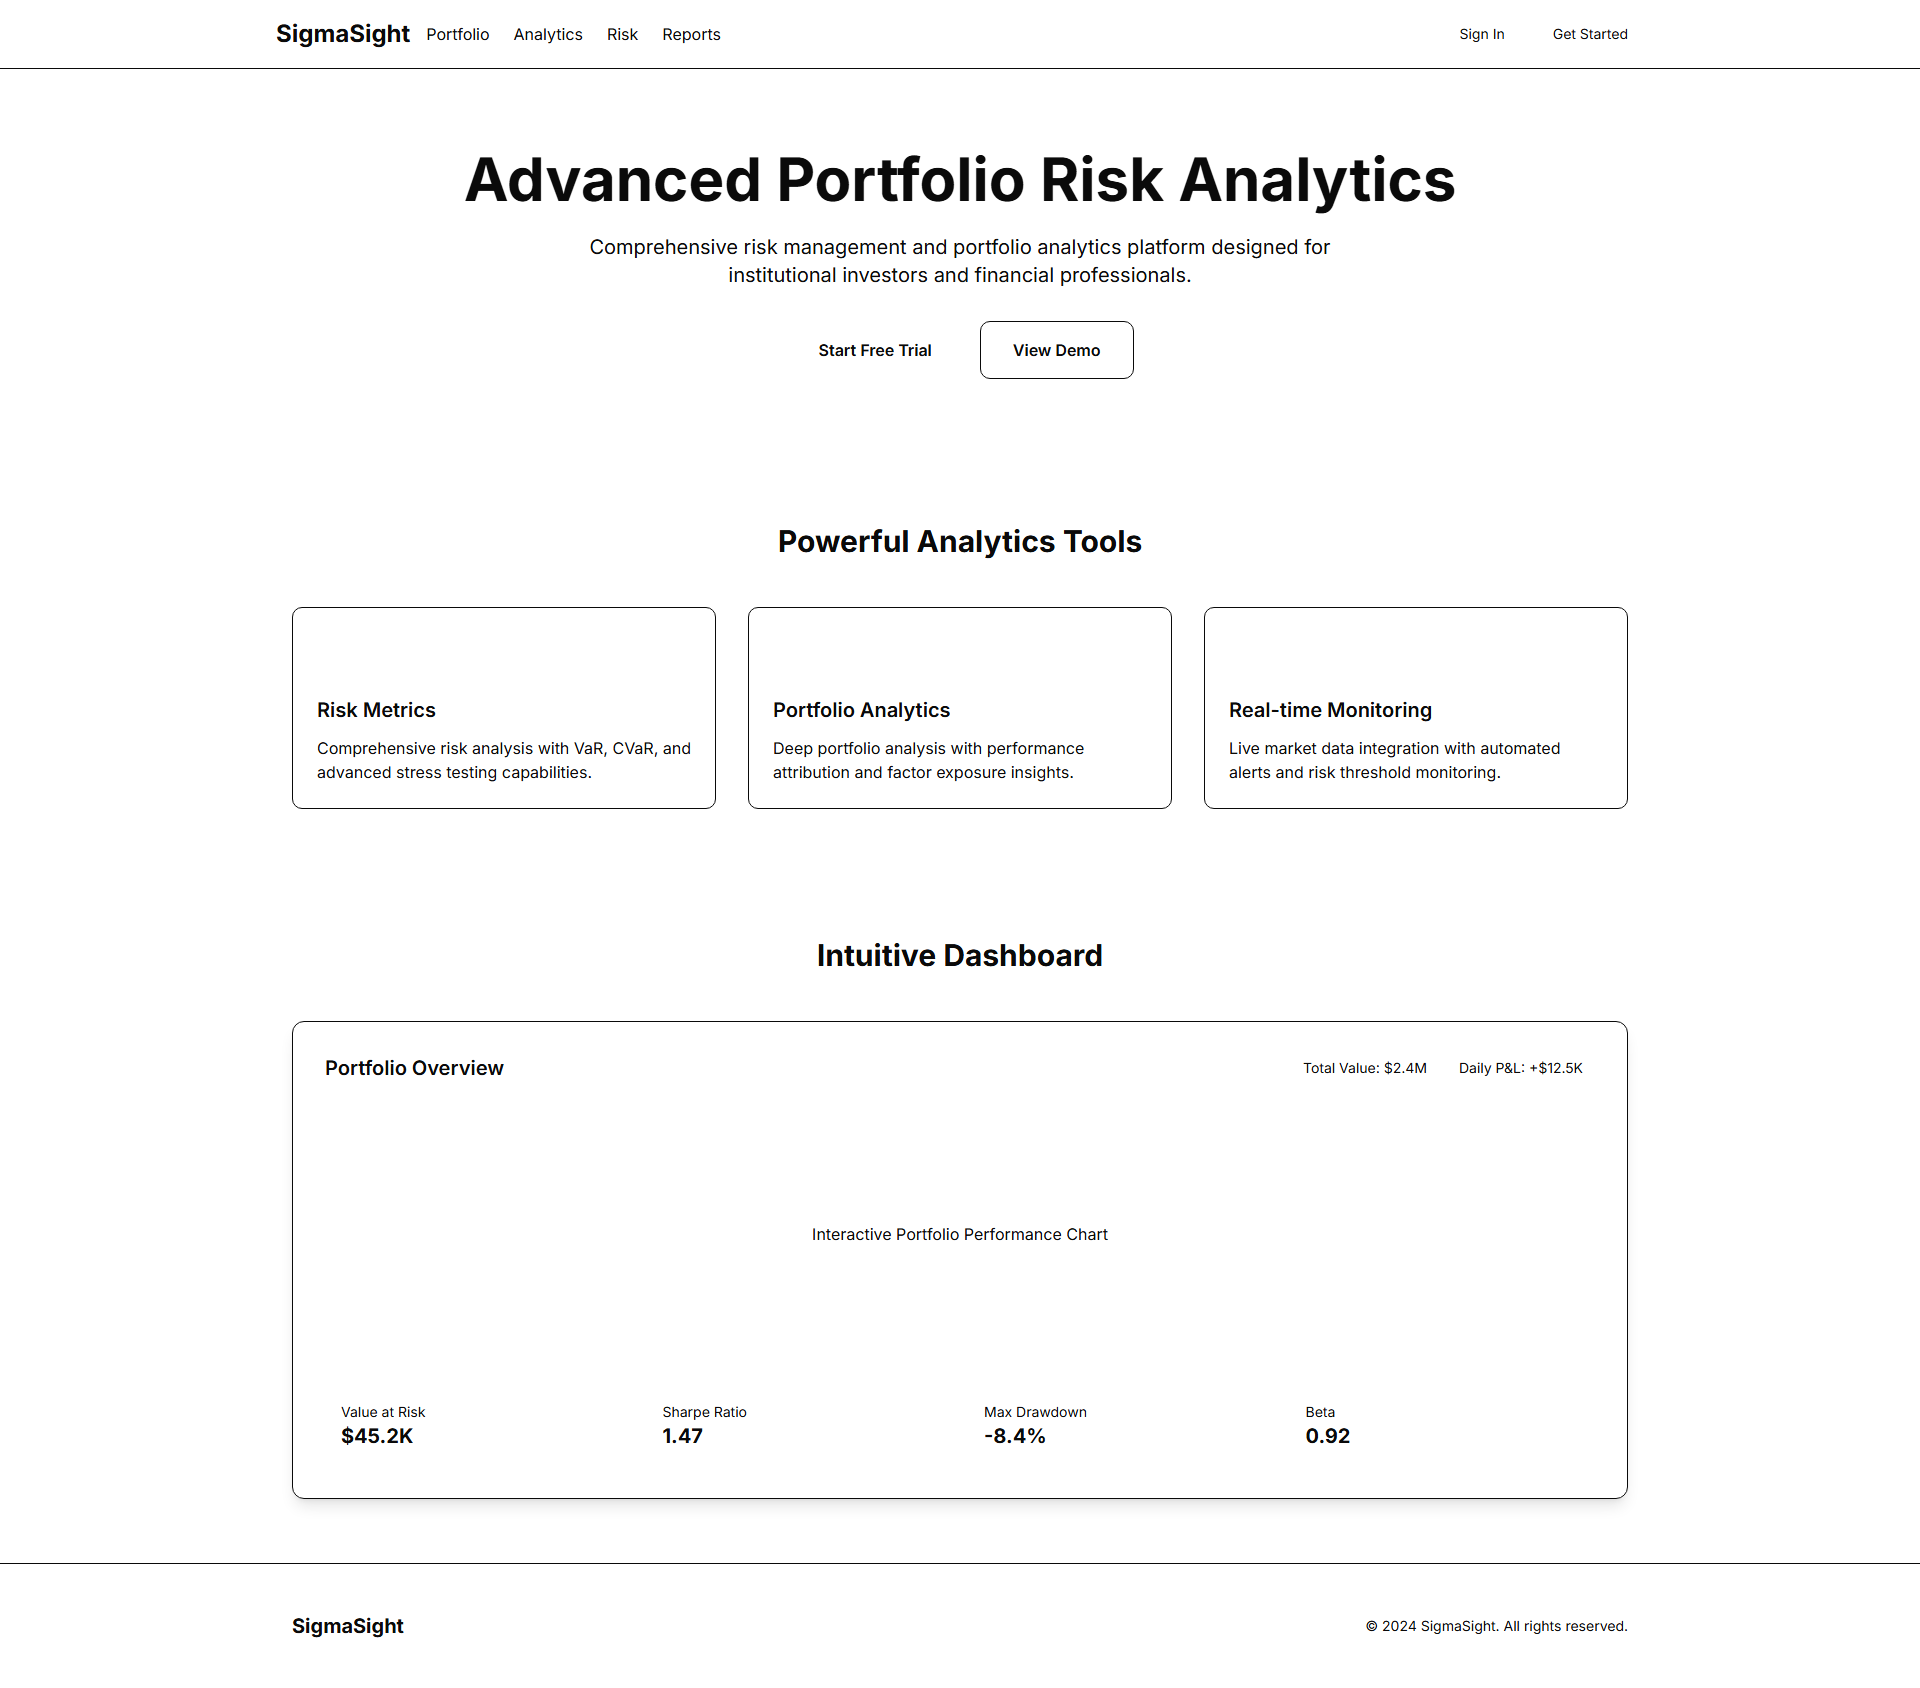 SigmaSight Portfolio Analytics Risk Reports Sign In Get Started
Advanced Portfolio Risk Analytics
Comprehensive risk management and portfolio analytics platform designed for
institutional investors and financial professionals.
Start Free Trial View Demo
Powerful Analytics Tools
Risk Metrics
Comprehensive risk analysis with VaR, CVaR, and
advanced stress testing capabilities.
Portfolio Analytics
Deep portfolio analysis with performance
attribution and factor exposure insights.
Real-time Monitoring
Live market data integration with automated
alerts and risk threshold monitoring.
Intuitive Dashboard
Portfolio Overview Total Value: $2.4M Daily P&L: +$12.5K
Interactive Portfolio Performance Chart
Value at Risk
$45.2K
Sharpe Ratio
1.47
Max Drawdown
-8.4%
Beta
0.92
SigmaSight © 2024 SigmaSight. All rights reserved.